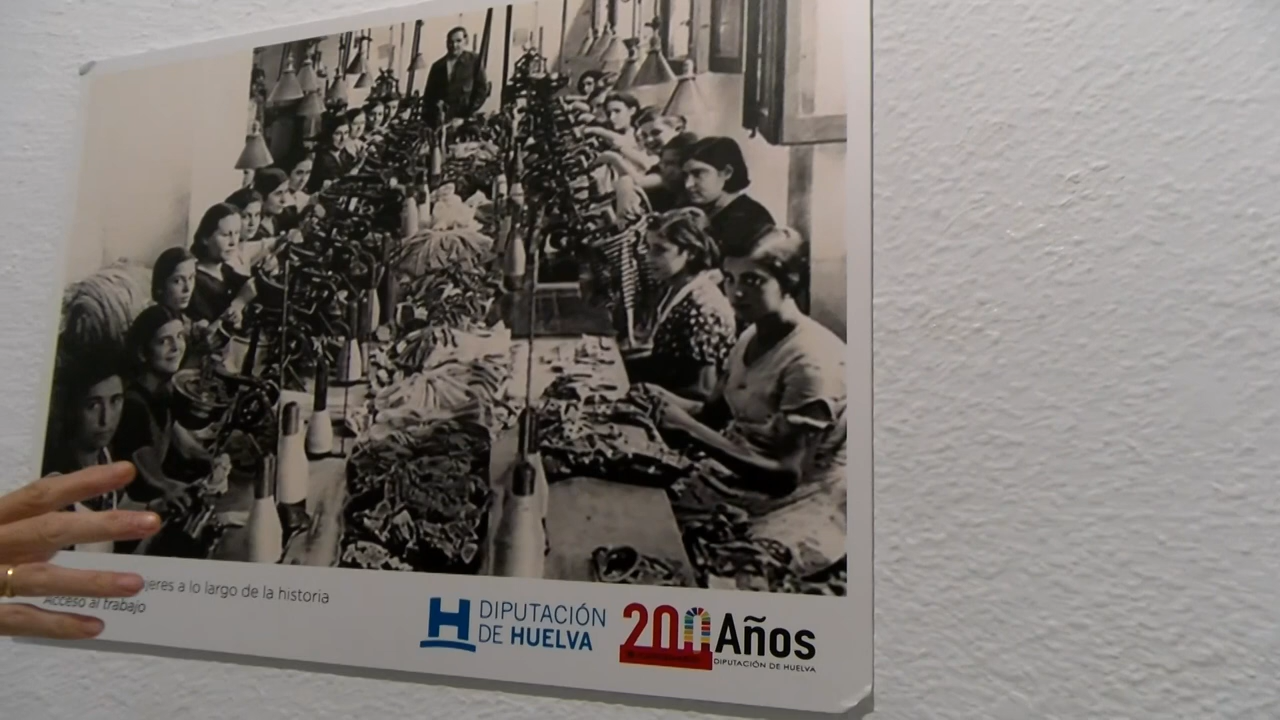 jeres a lo largo de la historia
Acceso al trabajo
DIPUTACIÓN
DE HUELVA
200 Años
DIPUTACIÓN DE HUELVA